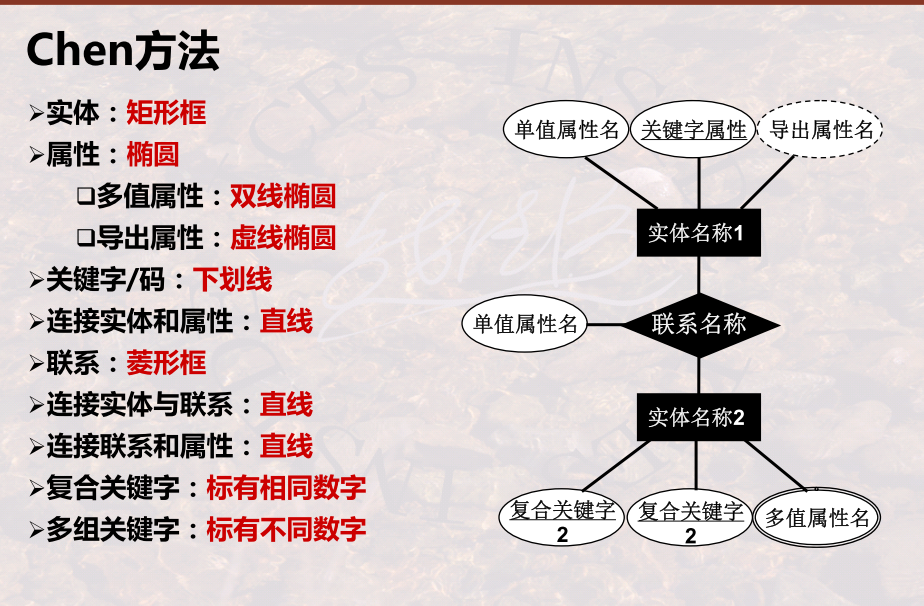 Chen方法
➢实体：矩形框
➢属性：椭圆
❑多值属性：双线椭圆
❑导出属性：虚线椭圆
➢关键字/码：下划线
➢连接实体和属性：直线
➢联系：菱形框
➢连接实体与联系：直线
➢连接联系和属性：直线
➢复合关键字：标有相同数字
➢多组关键字：标有不同数字
单值属性名
关键字属性
导出属性名
实体名称1
单值属性名
联系名称
实体名称2
复合关键字
2
复合关键字
2
多值属性名